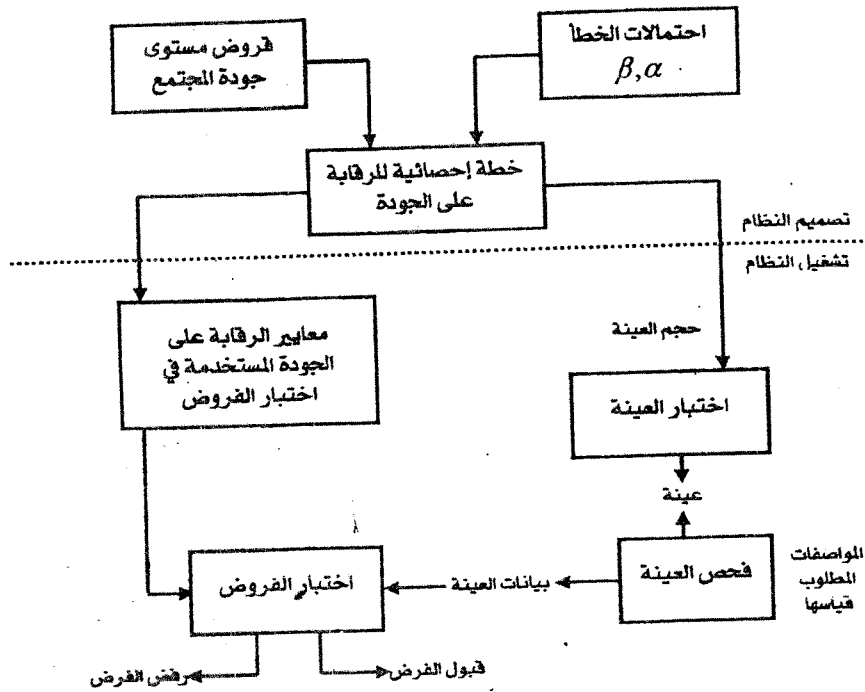 فروض مستوى
جودة المجتمع
احتمالات الخطأ
β,α
خطة إحصائية للرقابة
على الجودة
تصميم النظام
تشغيل النظام
معايير الرقابة على
الجودة المستخدمة في
اختبار الفروض
حجم العينة
اختبار العينة
عينة
فحص العينة
المواصفات
المطلوب
قياسها
بيانات العينة
اختبار الفروض
قبول الفرض
رفض الفرض